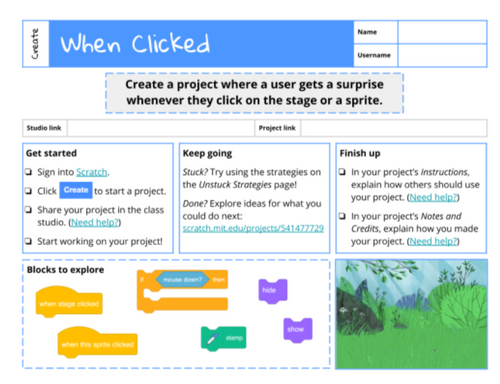 Create
When Clicked
Name
Username
Create a project where a user gets a surprise
whenever they click on the stage or a sprite.
Studio link
Project link
Get started
Sign into Scratch.
Click Create to start a project.
Share your project in the class
studio. (Need help?)
Start working on your project!
Keep going
Stuck? Try using the strategies on
the Unstuck Strategies page!
Done? Explore ideas for what you
could do next:
scratch.mit.edu/projects/541477729
Finish up
In your project's Instructions,
explain how others should use
your project. (Need help?)
In your project's Notes and
Credits, explain how you made
your project. (Need help?)
Blocks to explore
when stage clicked
if mouse down? then
hide
when this sprite clicked
stamp
show